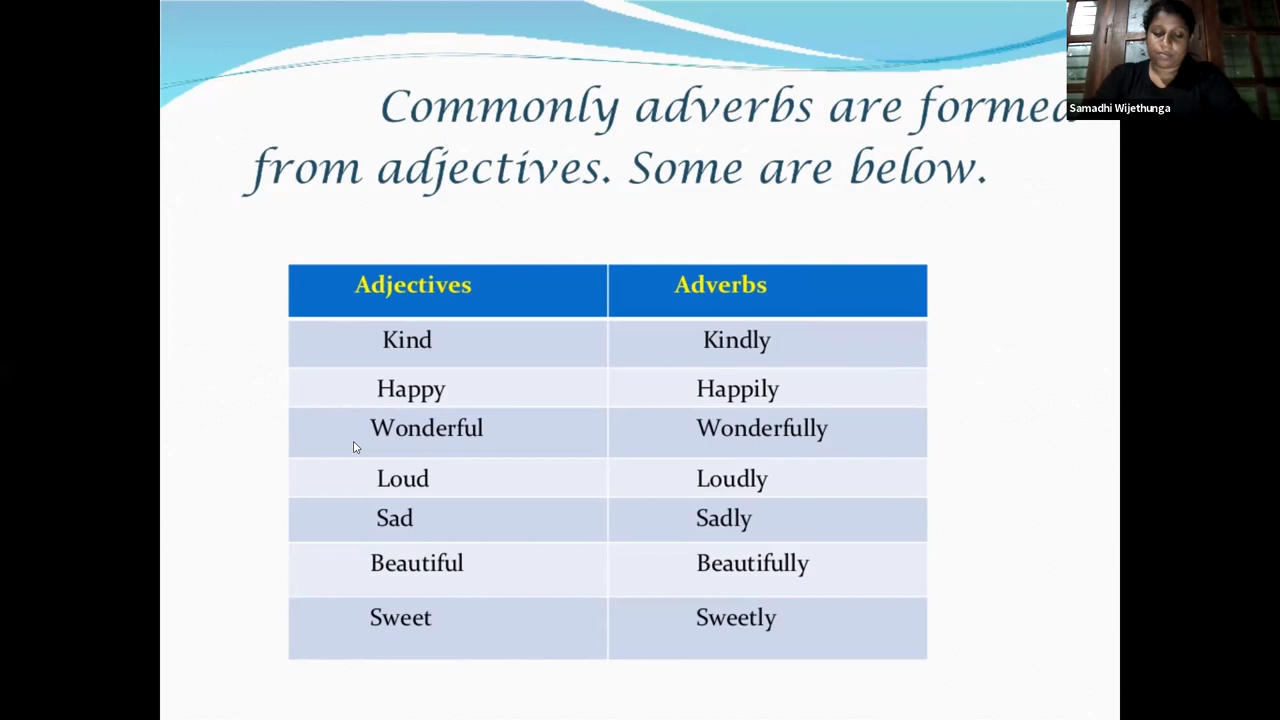 Commonly adverbs are formed
from adjectives. Some are below.
Samadhi Wijethunga
Adjectives Adverbs
Kind Kindly
Happy Happily
Wonderful Wonderfully
Loud Loudly
Sad Sadly
Beautiful Beautifully
Sweet Sweetly